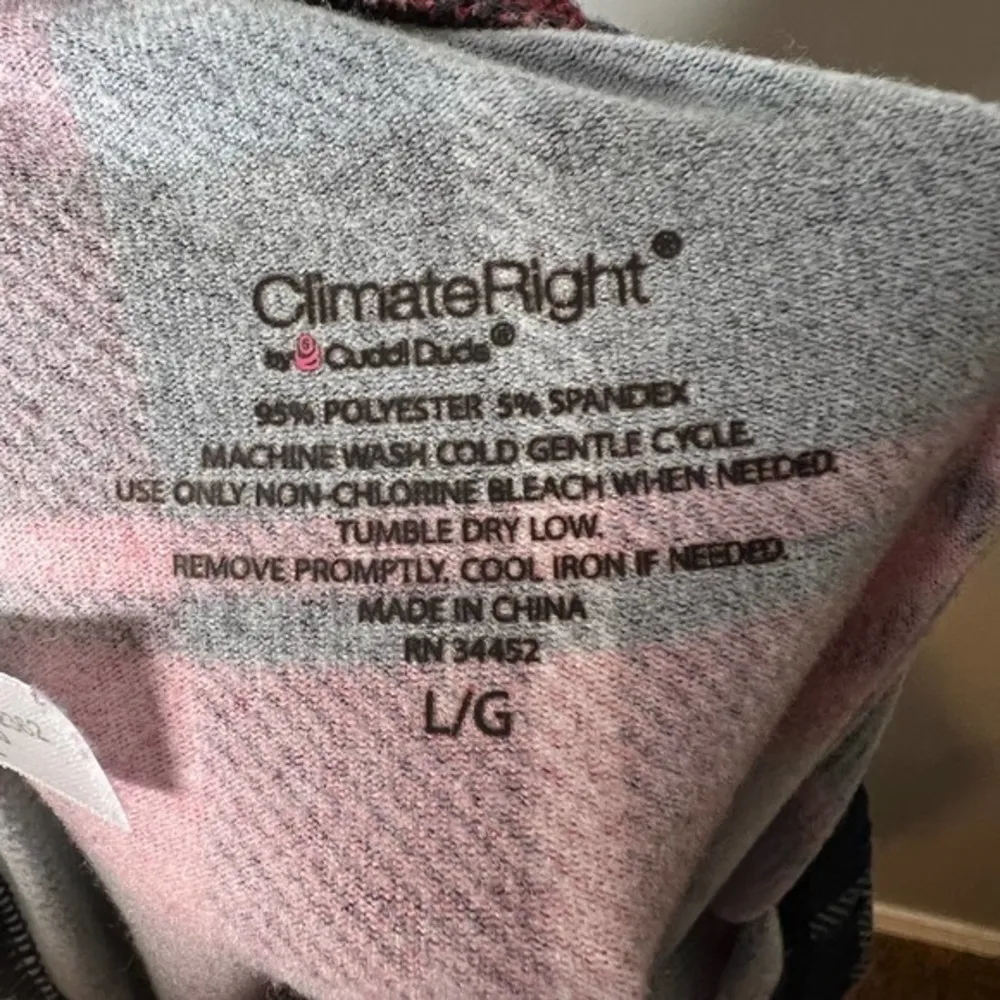 ClimateRight®
by Cuddl Duds®
95% POLYESTER 5% SPANDEX
MACHINE WASH COLD GENTLE CYCLE.
USE ONLY NON-CHLORINE BLEACH WHEN NEEDED.
TUMBLE DRY LOW.
REMOVE PROMPTLY. COOL IRON IF NEEDED.
MADE IN CHINA
RN 34452
L/G